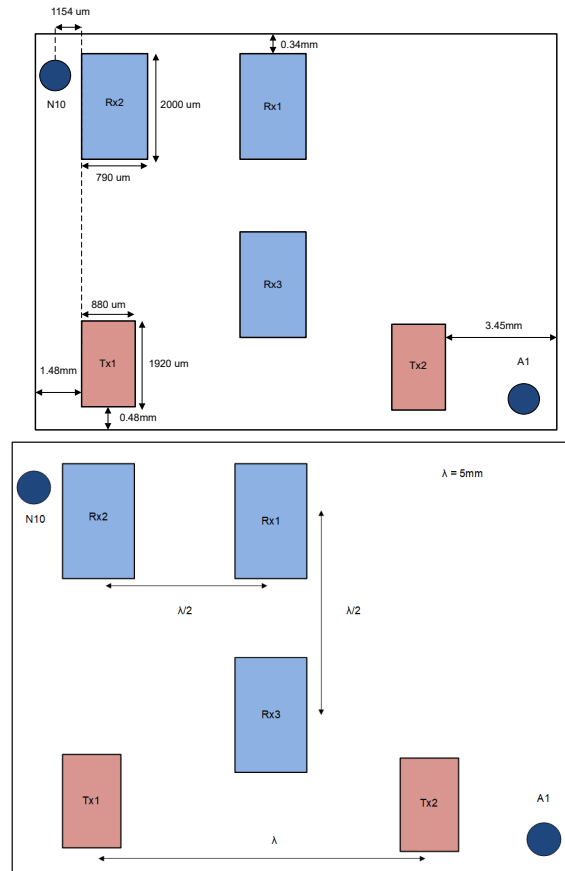 1154 um
0.34mm
Rx2
Rx1
N10
2000 um
790 um
Rx3
880 um
3.45mm
Tx1
1920 um
A1
1.48mm
Tx2
0.48mm
λ = 5mm
Rx2
Rx1
N10
λ/2
λ/2
Rx3
Tx1
Tx2
A1
λ